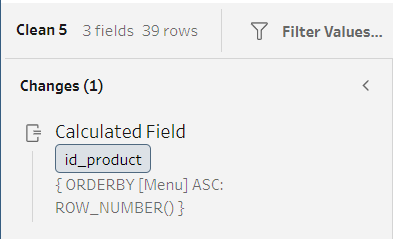 Clean 5 3 fields 39 rows Filter Values...
Changes (1)
Calculated Field
id_product
{ ORDERBY [Menu] ASC:
ROW_NUMBER() }